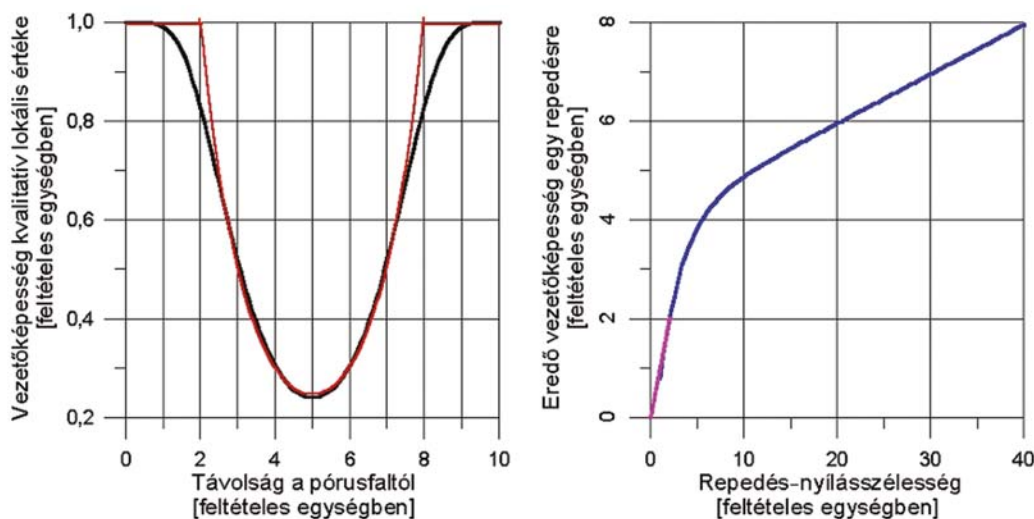 Vezetőképesség kvalitatív lokális értéke
[feltételes egységben]
1,0
0,8
0,6
0,4
0,2
0
2
4
6
8
10
Távolság a pórusfaltól
[feltételes egységben]
Eredő vezetőképesség egy repedésre
[feltételes egységben]
8
6
4
2
0
0
10
20
30
40
Repedés-nyílásszélesség
[feltételes egységben]